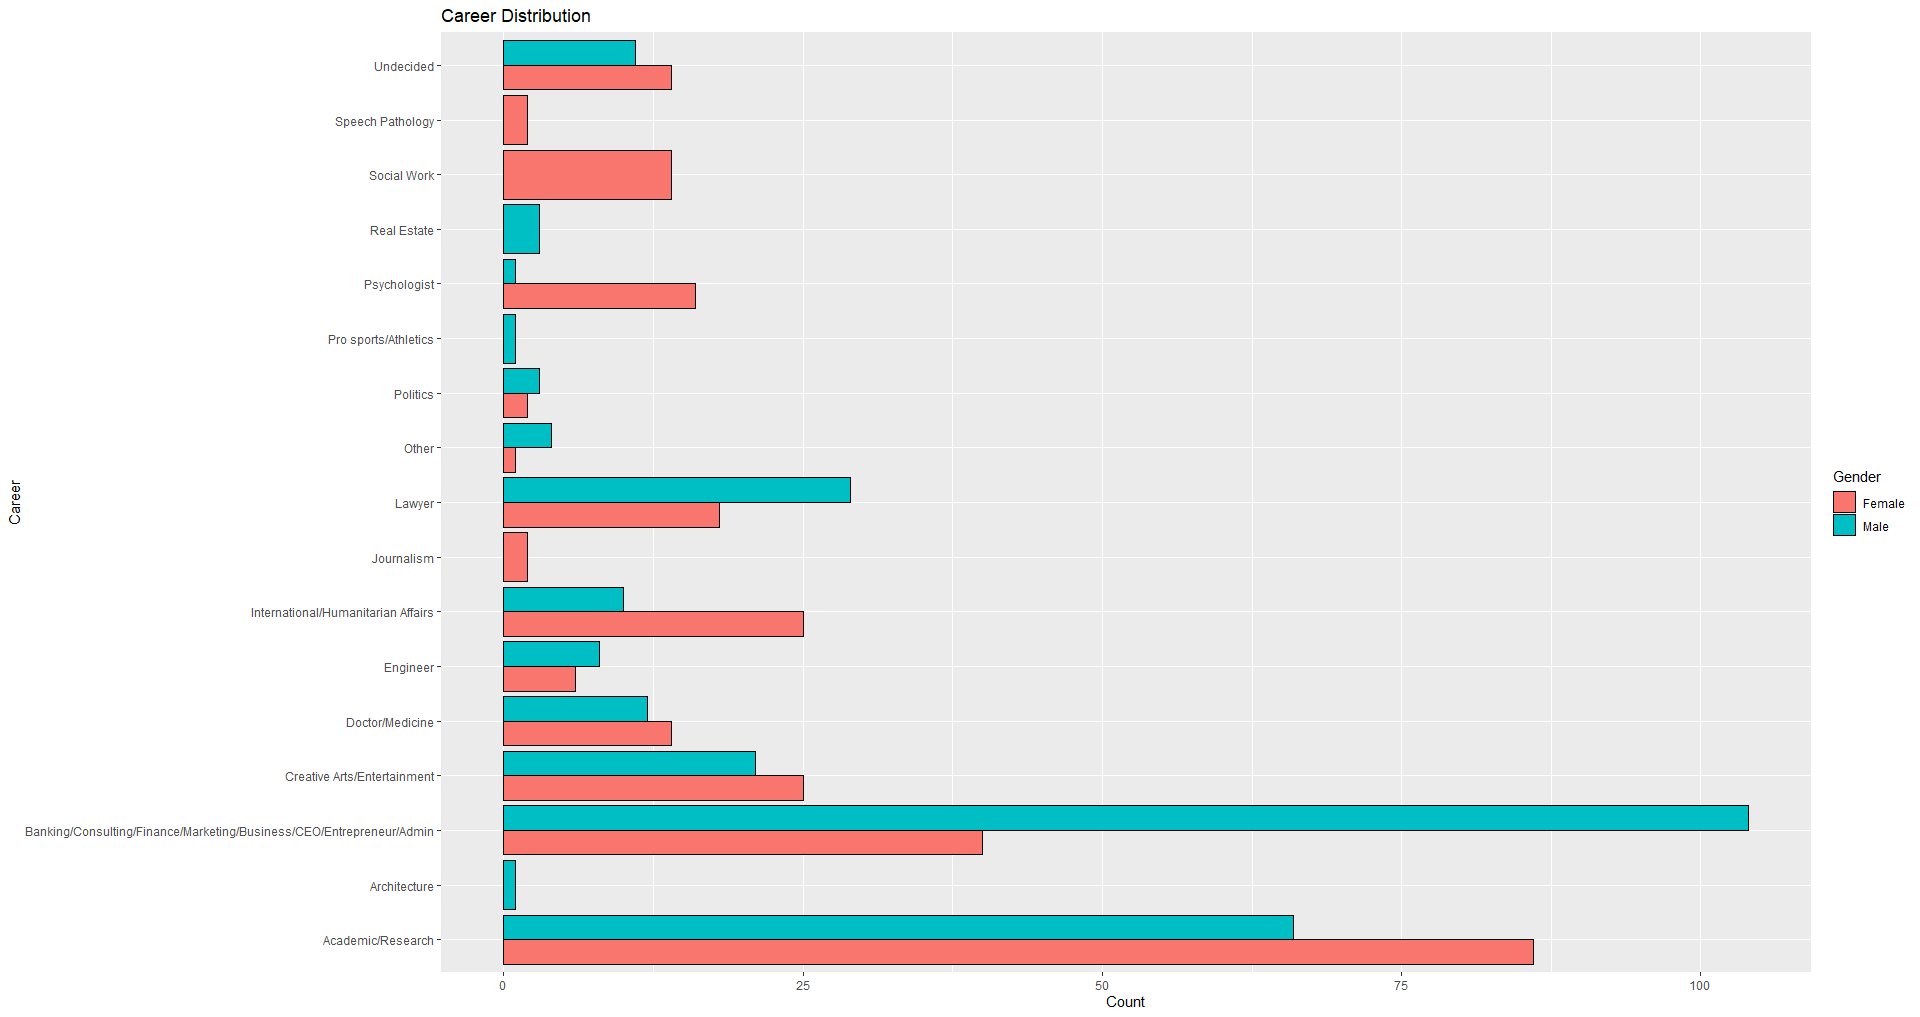 Career Distribution
Undecided
Speech Pathology
Social Work
Real Estate
Psychologist
Pro sports/Athletics
Politics
Other
Lawyer
Journalism
International/Humanitarian Affairs
Engineer
Doctor/Medicine
Creative Arts/Entertainment
Banking/Consulting/Finance/Marketing/Business/CEO/Entrepreneur/Admin
Architecture
Academic/Research
Career
0 25 50 75 100
Count
Gender
Female
Male